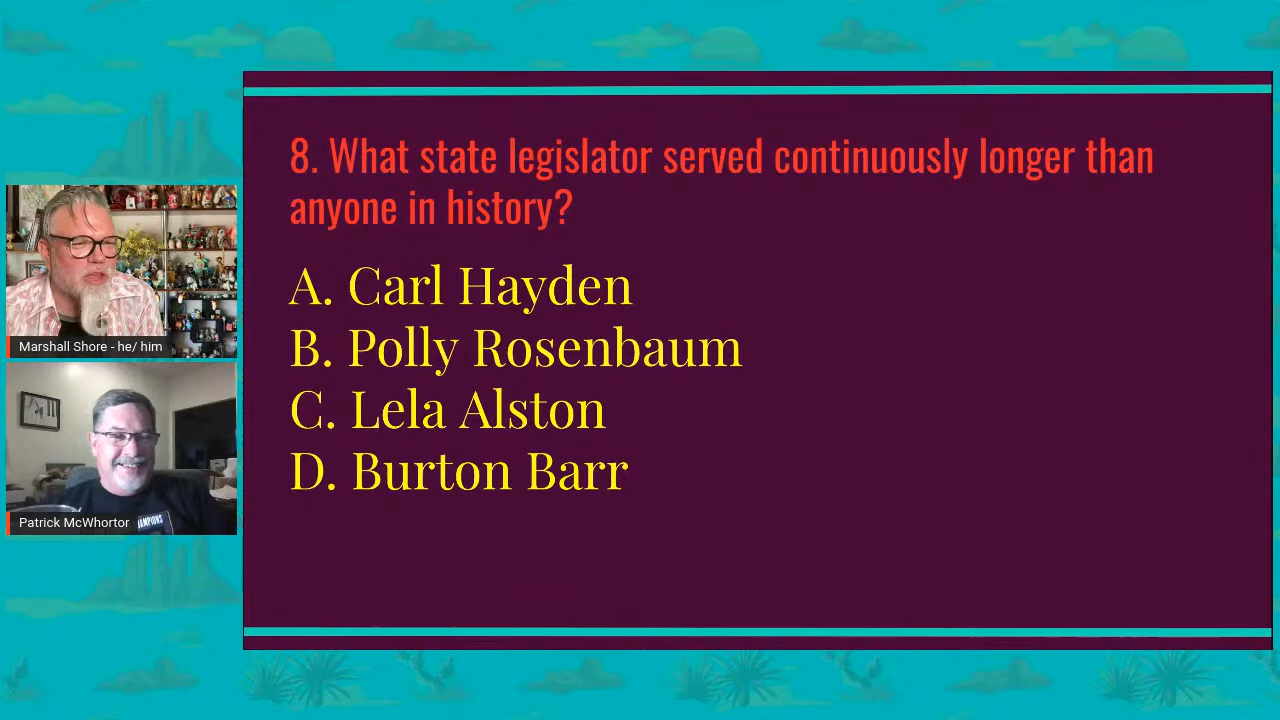 8. What state legislator served continuously longer than
anyone in history?
A. Carl Hayden
B. Polly Rosenbaum
C. Lela Alston
D. Burton Barr
Marshall Shore - he/ him
Patrick McWhortor